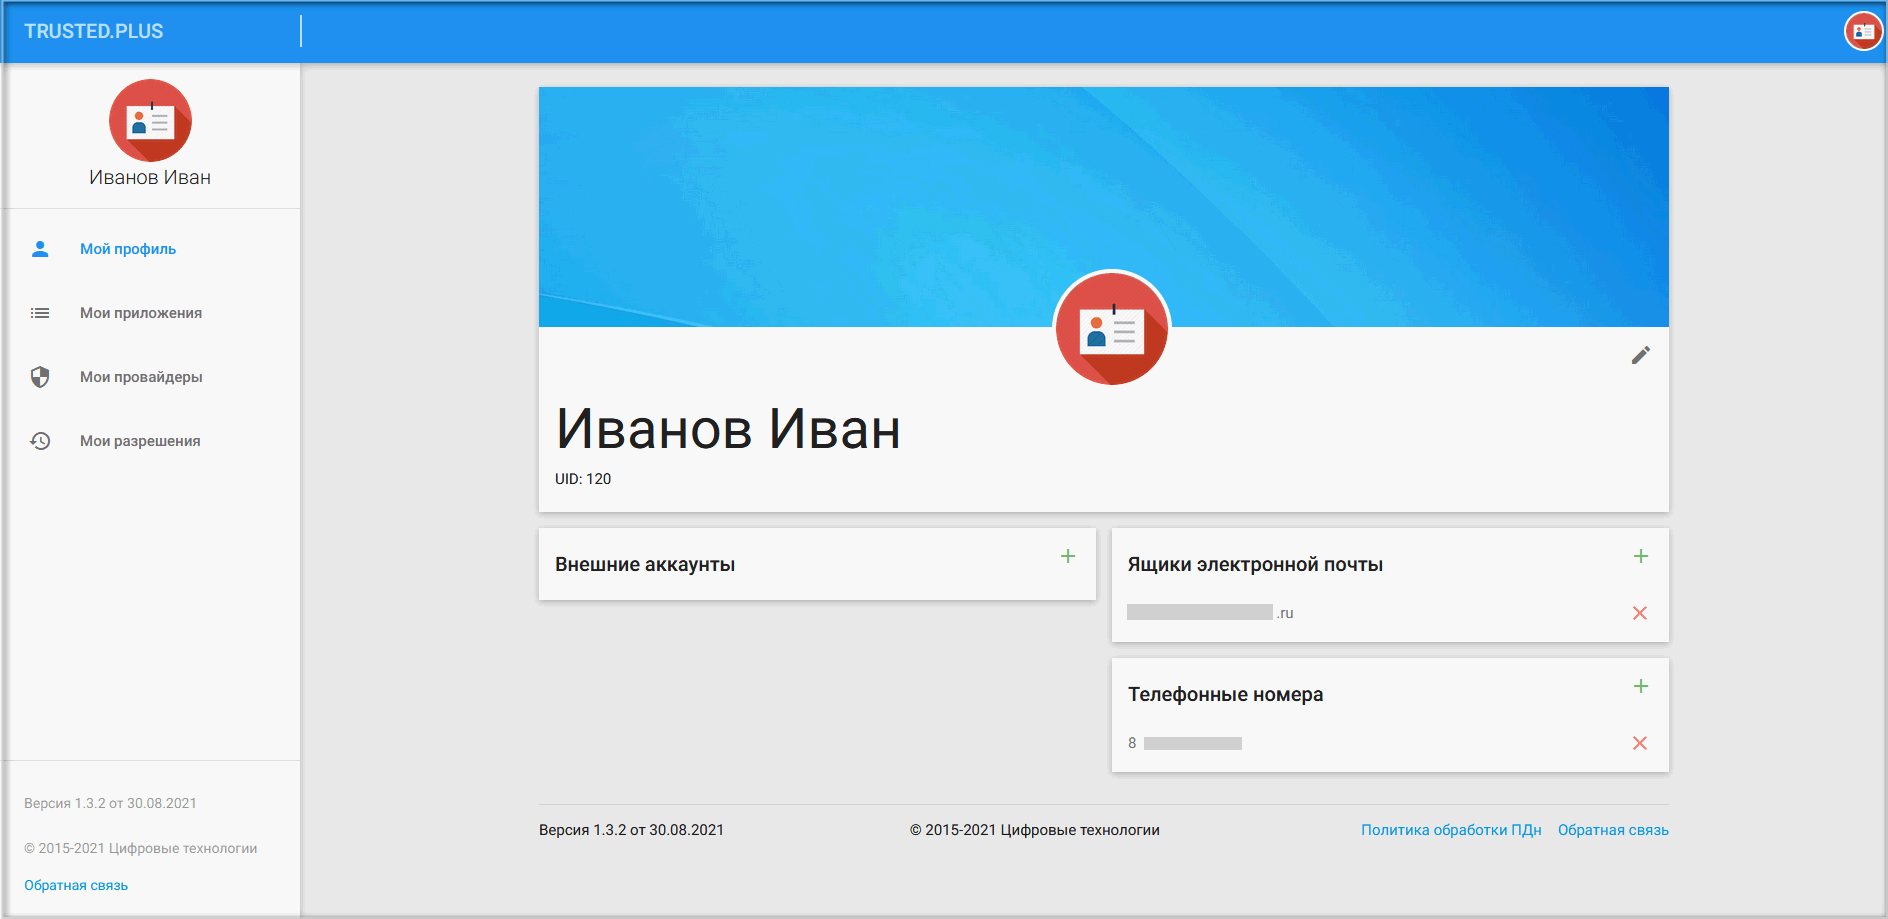 TRUSTED.PLUS
Иванов Иван
Мой профиль
Мои приложения
Мои провайдеры
Мои разрешения
Версия 1.3.2 от 30.08.2021
© 2015-2021 Цифровые технологии
Обратная связь
Иванов Иван
UID: 120
Внешние аккаунты
Ящики электронной почты
.ru
Телефонные номера
8
Версия 1.3.2 от 30.08.2021
© 2015-2021 Цифровые технологии
Политика обработки ПДн
Обратная связь